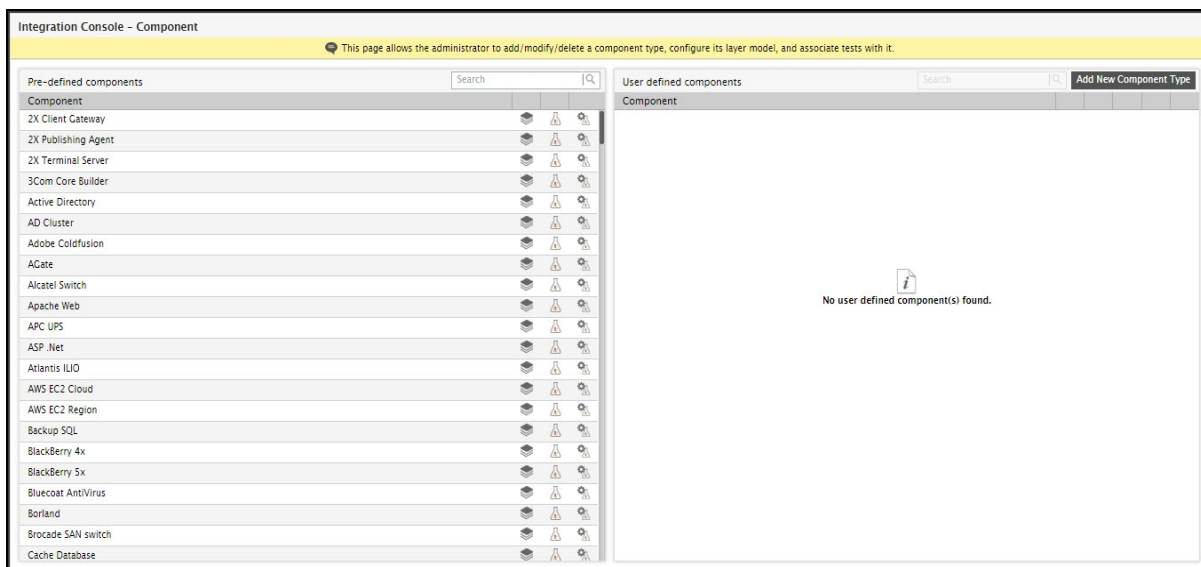 Integration Console - Component
This page allows the administrator to add/modify/delete a component type, configure its layer model, and associate tests with it.
Pre-defined components
Search
Component
2X Client Gateway
2X Publishing Agent
2X Terminal Server
3Com Core Builder
Active Directory
AD Cluster
Adobe Coldfusion
AGate
Alcatel Switch
Apache Web
APC UPS
ASP .Net
Atlantis ILIO
AWS EC2 Cloud
AWS EC2 Region
Backup SQL
BlackBerry 4x
BlackBerry 5x
Bluecoat AntiVirus
Borland
Brocade SAN switch
Cache Database
User defined components
Search
Add New Component Type
Component
i
No user defined component(s) found.